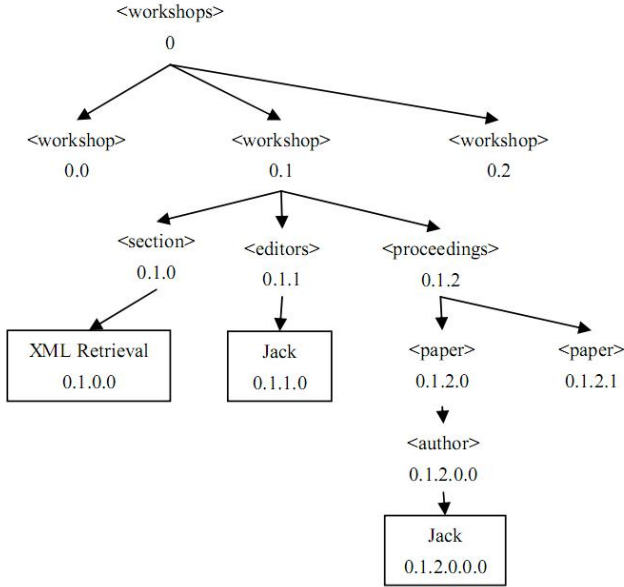 <workshops>
0
<workshop> <workshop> <workshop>
0.0 0.1 0.2
<section> <editors> <proceedings>
0.1.0 0.1.1 0.1.2
XML Retrieval Jack <paper> <paper>
0.1.0.0 0.1.1.0 0.1.2.0 0.1.2.1
<author>
0.1.2.0.0
Jack
0.1.2.0.0.0